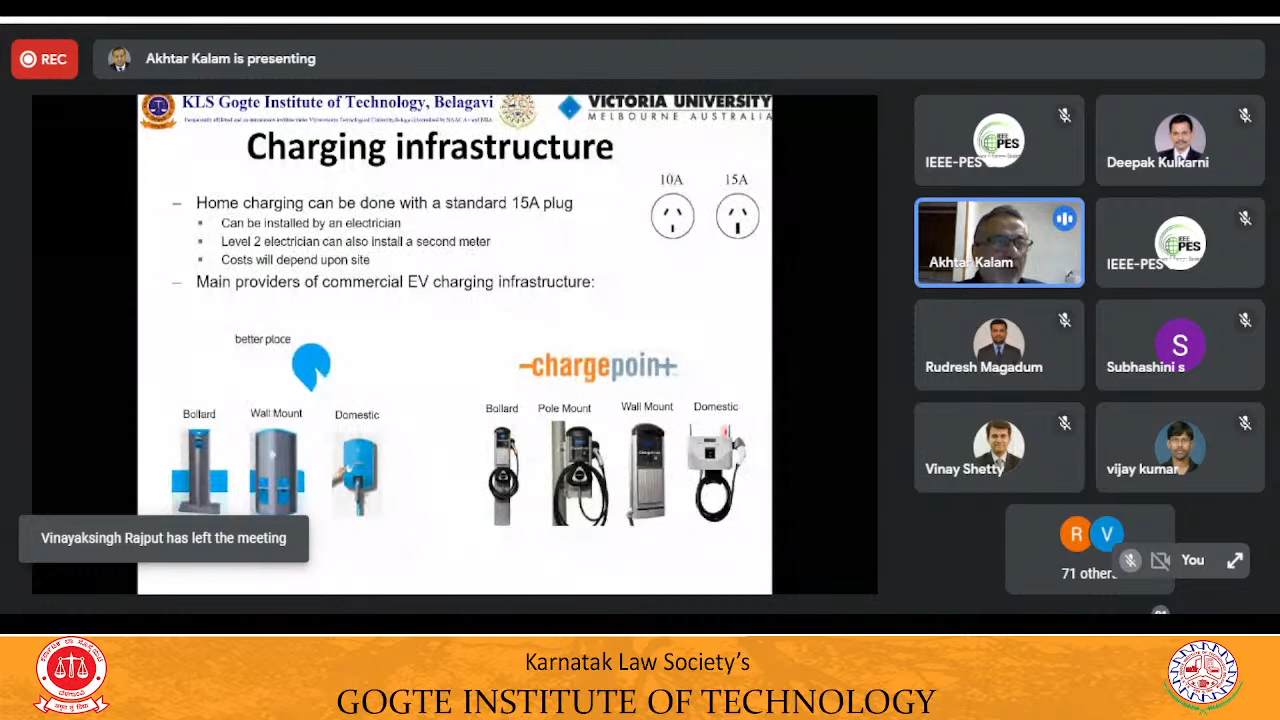 REC
Akhtar Kalam is presenting
KLS Gogte Institute of Technology, Belagavi
VICTORIA UNIVERSITY
MELBOURNE AUSTRALIA
Charging infrastructure
10A 15A
– Home charging can be done with a standard 15A plug
▪ Can be installed by an electrician
▪ Level 2 electrician can also install a second meter
▪ Costs will depend upon site
– Main providers of commercial EV charging infrastructure:
better place
-chargepoint
Bollard Wall Mount Domestic
Bollard Pole Mount Wall Mount Domestic
Vinayaksingh Rajput has left the meeting
IEEE-PES
Deepak Kulkarni
Akhtar Kalam
IEEE PES
IEEE-PES
Rudresh Magadum
S
Subhashini s
Vinay Shetty
vijay kumar
R V
71 others
You
Karnatak Law Society's
GOGTE INSTITUTE OF TECHNOLOGY